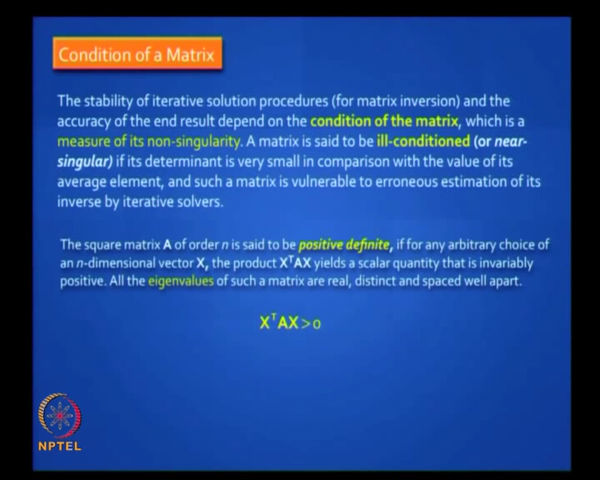 Condition of a Matrix
The stability of iterative solution procedures (for matrix inversion) and the
accuracy of the end result depend on the condition of the matrix, which is a
measure of its non-singularity. A matrix is said to be ill-conditioned (or near-
singular) if its determinant is very small in comparison with the value of its
average element, and such a matrix is vulnerable to erroneous estimation of its
inverse by iterative solvers.
The square matrix A of order n is said to be positive definite, if for any arbitrary choice of
an n-dimensional vector X, the product XᵀAX yields a scalar quantity that is invariably
positive. All the eigenvalues of such a matrix are real, distinct and spaced well apart.
XᵀAX>0
NPTEL